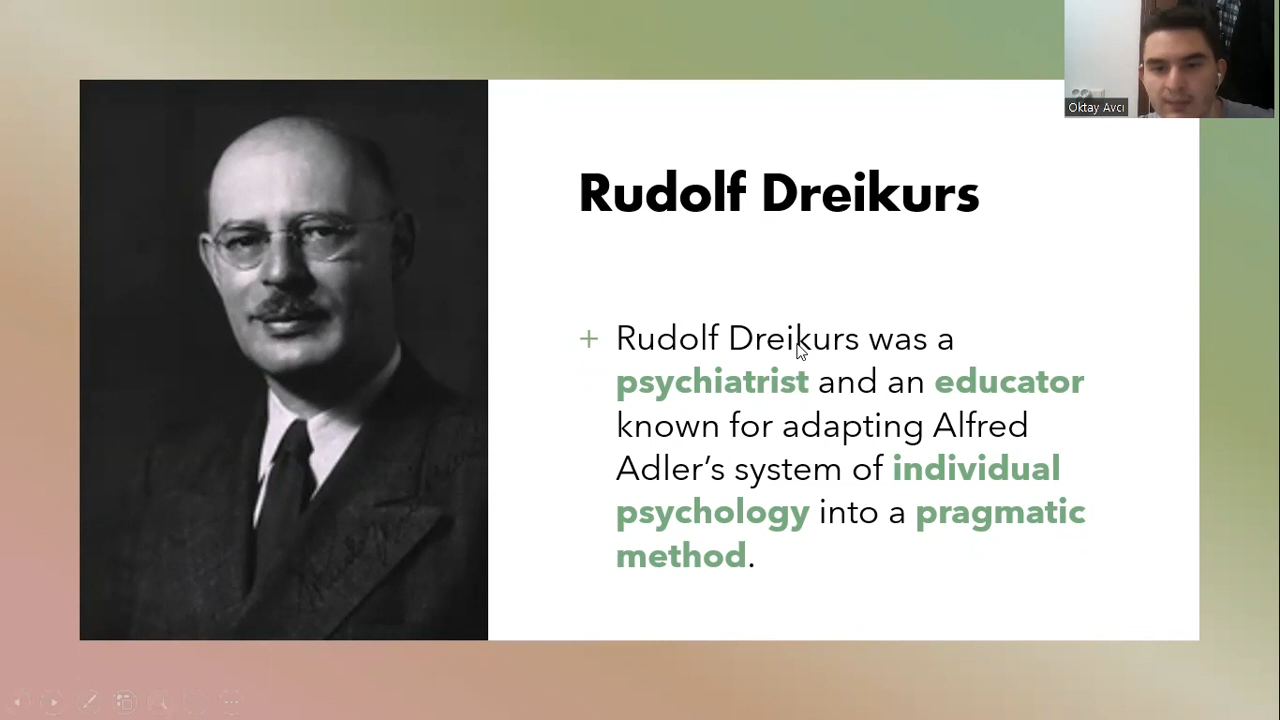 Oktay Avcı
Rudolf Dreikurs
+ Rudolf Dreikurs was a
psychiatrist and an educator
known for adapting Alfred
Adler’s system of individual
psychology into a pragmatic
method.